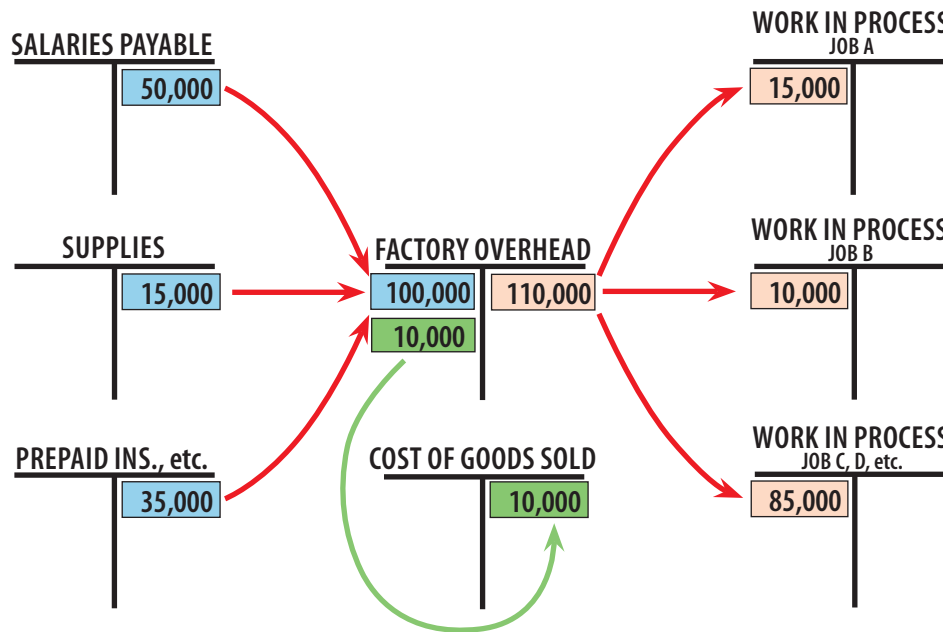 SALARIES PAYABLE
50,000
WORK IN PROCESS
JOB A
15,000
SUPPLIES
15,000
FACTORY OVERHEAD
100,000
110,000
10,000
WORK IN PROCESS
JOB B
10,000
PREPAID INS., etc.
35,000
COST OF GOODS SOLD
10,000
WORK IN PROCESS
JOB C, D, etc.
85,000